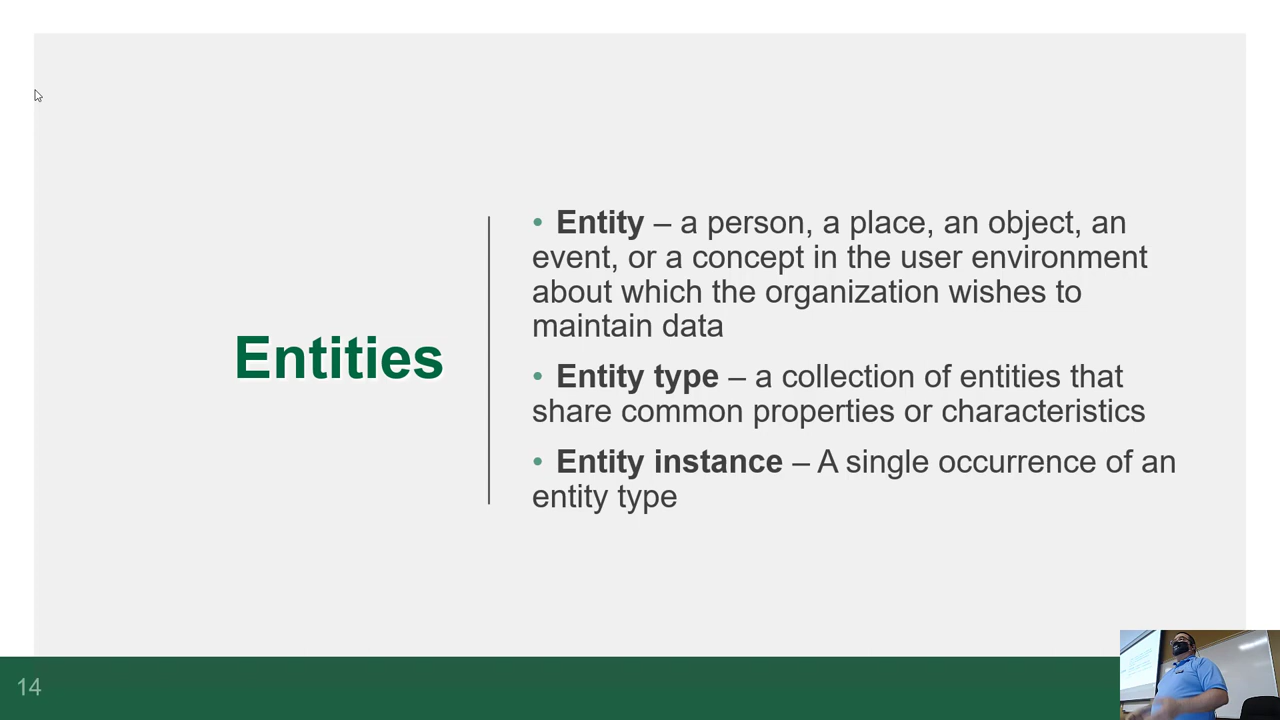 Entities
• Entity – a person, a place, an object, an
event, or a concept in the user environment
about which the organization wishes to
maintain data
• Entity type – a collection of entities that
share common properties or characteristics
• Entity instance – A single occurrence of an
entity type
14